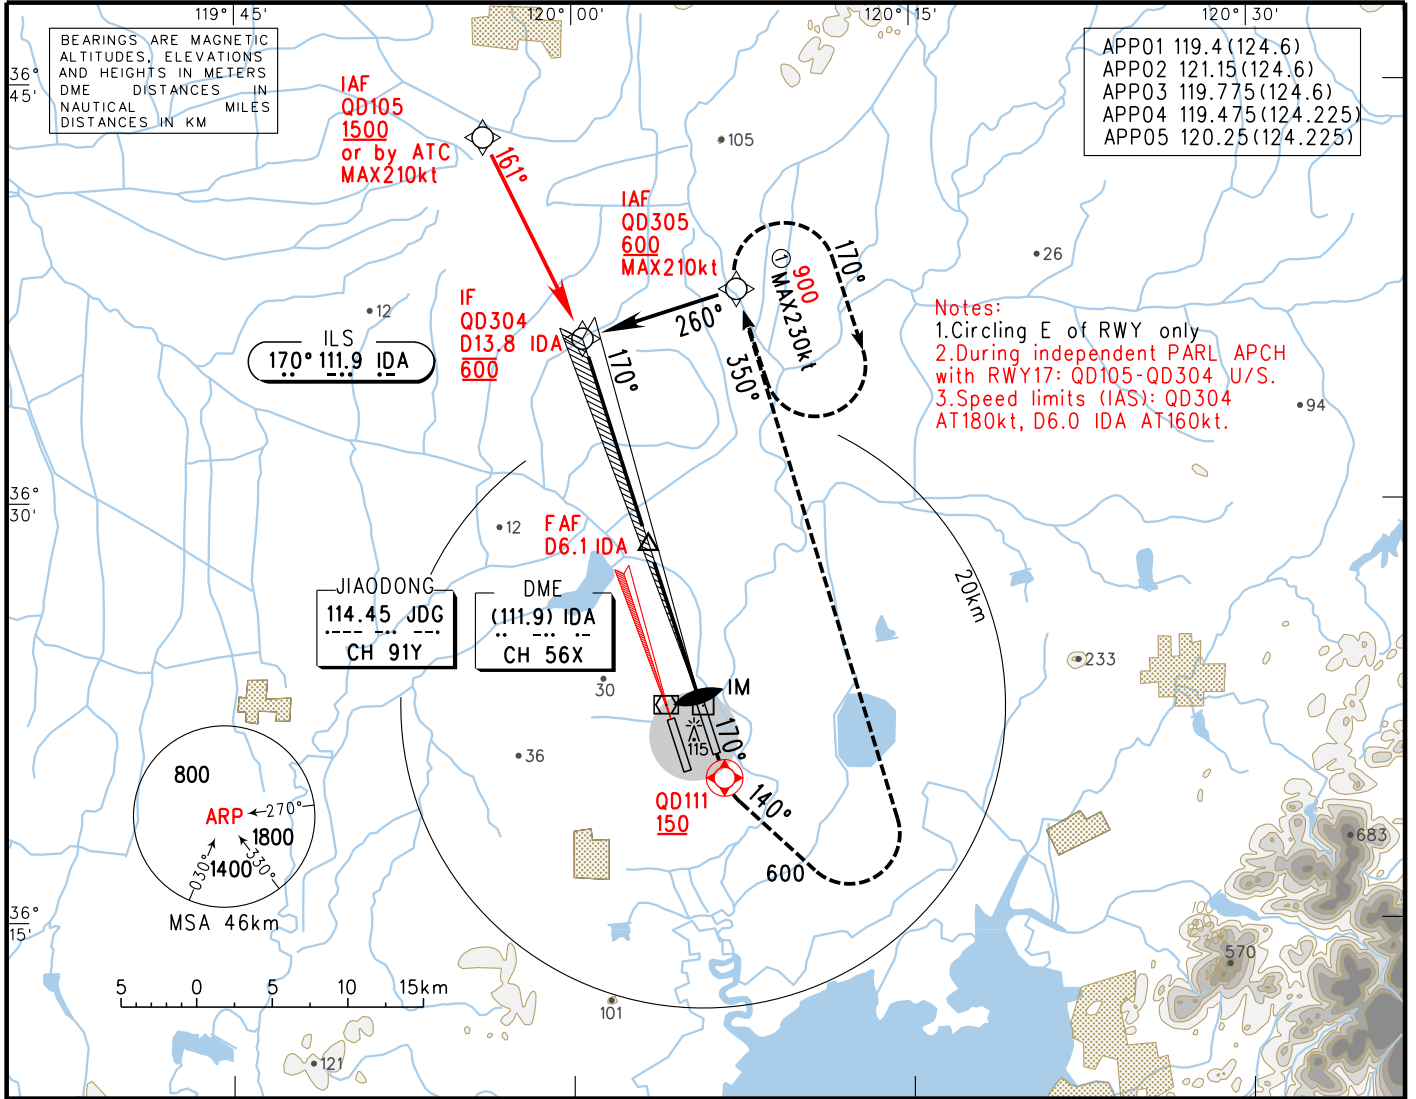 119° 45'
120° 00'
120° 15'
120° 30'
BEARINGS ARE MAGNETIC
ALTITUDES, ELEVATIONS
AND HEIGHTS IN METERS
DME DISTANCES IN
NAUTICAL MILES
DISTANCES IN KM
APP01 119.4(124.6)
APP02 121.15(124.6)
APP03 119.775(124.6)
APP04 119.475(124.225)
APP05 120.25(124.225)
36°
45'
IAF
QD105
1500
or by ATC
MAX210kt
161°
105
IAF
QD305
600
MAX210kt
170°
① MAX230kt
900
26
260°
350°
12
IF
QD304
D13.8 IDA
600
ILS
170° 111.9 IDA
170°
Notes:
1.Circling E of RWY only
2.During independent PARL APCH
with RWY17: QD105-QD304 U/S.
3.Speed limits (IAS): QD304
AT180kt, D6.0 IDA AT160kt.
94
36°
30'
12
FAF
D6.1 IDA
20km
JIAODONG
114.45 JDG
CH 91Y
DME
(111.9) IDA
CH 56X
233
30
IM
36
115
170°
800
ARP
270°
1800
1400
030°
330°
MSA 46km
QD111
150
140°
600
683
36°
15'
570
5 0 5 10 15km
101
121